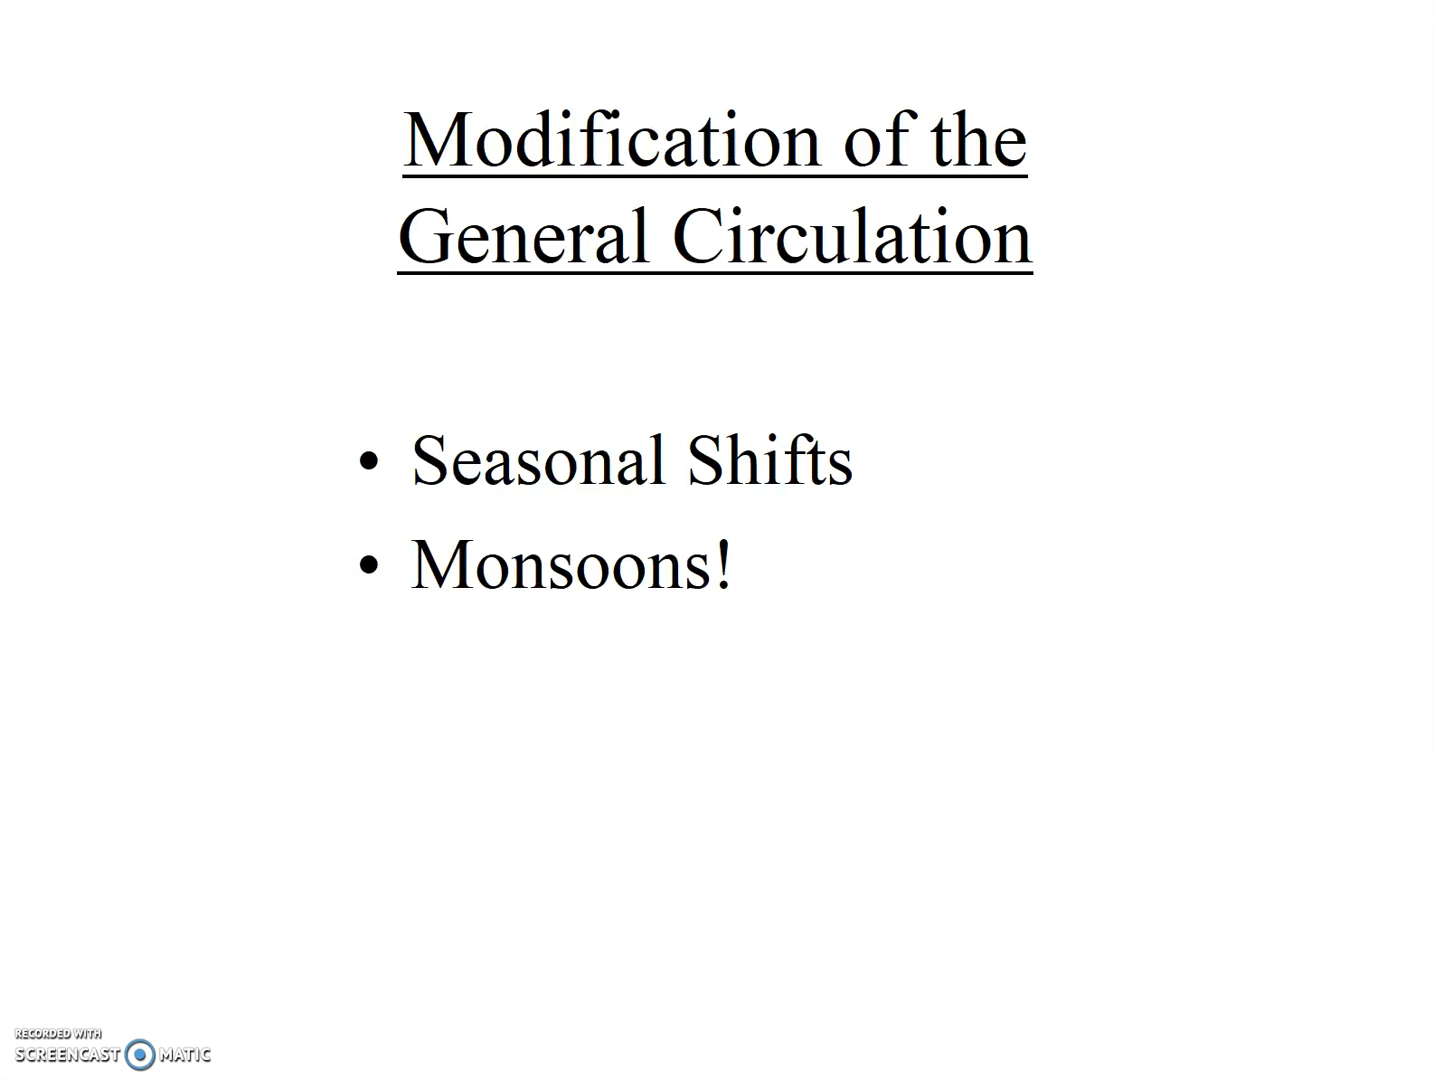 Modification of the
General Circulation
• Seasonal Shifts
• Monsoons!
RECORDED WITH
SCREENCAST MATIC